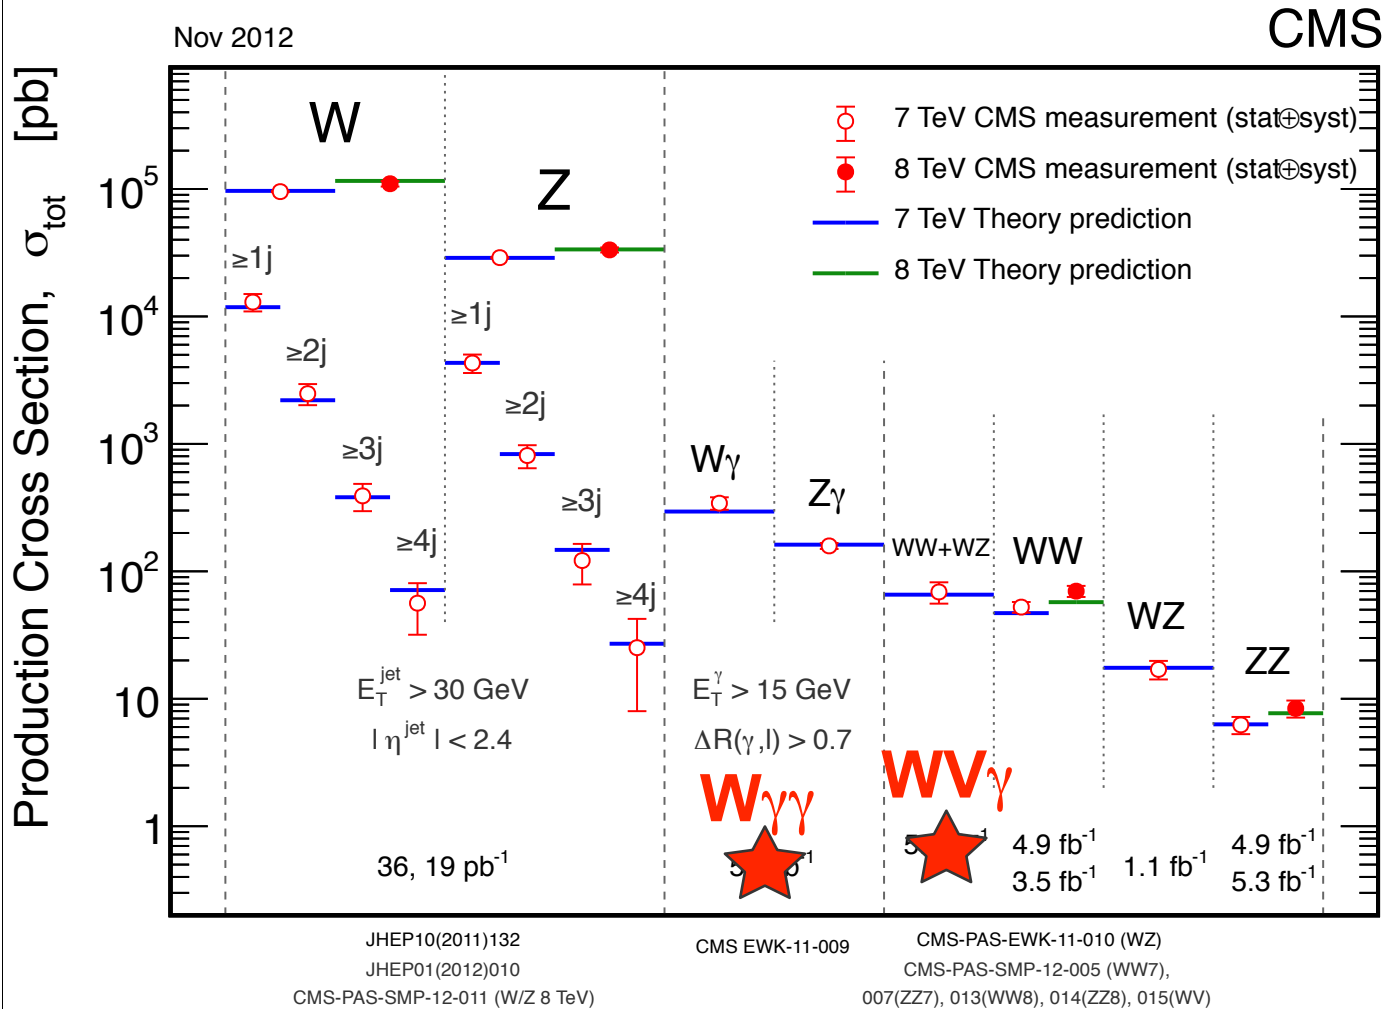 Nov 2012
CMS
Production Cross Section, σtot [pb]
10^5
10^4
10^3
10^2
10
1
7 TeV CMS measurement (stat⊕syst)
8 TeV CMS measurement (stat⊕syst)
7 TeV Theory prediction
8 TeV Theory prediction
W
≥1j
≥2j
≥3j
≥4j
Z
≥1j
≥2j
≥3j
≥4j
Wγ
Zγ
WW+WZ
WW
WZ
ZZ
E_T^jet > 30 GeV
| η^jet | < 2.4
E_T^γ > 15 GeV
ΔR(γ,l) > 0.7
Wγγ
WVγ
36, 19 pb^-1
4.9 fb^-1
3.5 fb^-1
1.1 fb^-1
4.9 fb^-1
5.3 fb^-1
JHEP10(2011)132
JHEP01(2012)010
CMS-PAS-SMP-12-011 (W/Z 8 TeV)
CMS EWK-11-009
CMS-PAS-EWK-11-010 (WZ)
CMS-PAS-SMP-12-005 (WW7),
007(ZZ7), 013(WW8), 014(ZZ8), 015(WV)